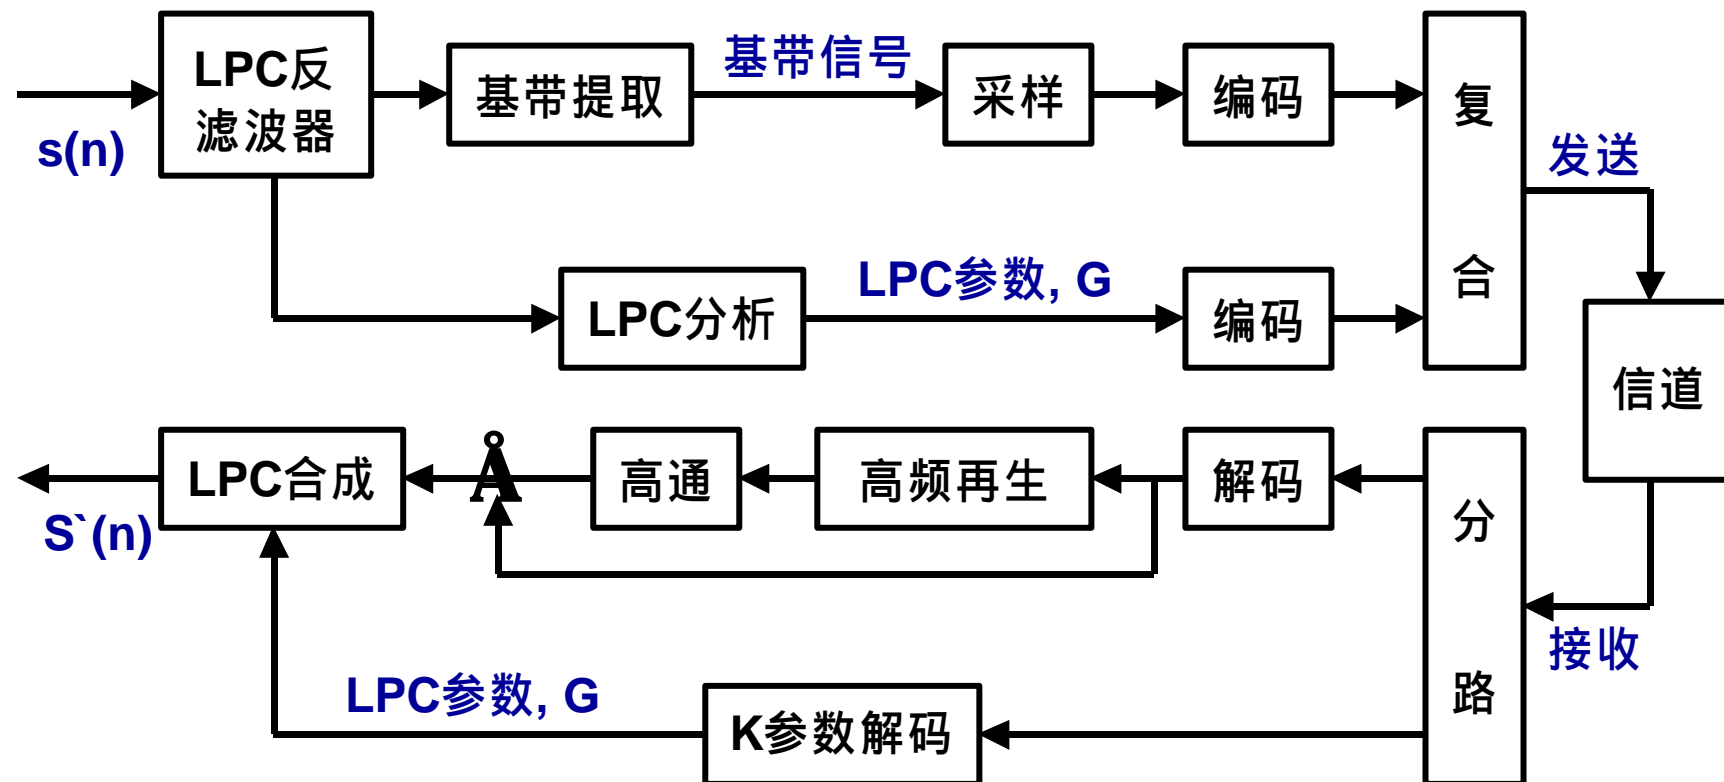 LPC反
滤波器
基带提取
基带信号
采样
编码
复
合
s(n)
发送
LPC分析
LPC参数, G
编码
信道
LPC合成
Å
高通
高频再生
解码
分
路
S`(n)
接收
LPC参数, G
K参数解码